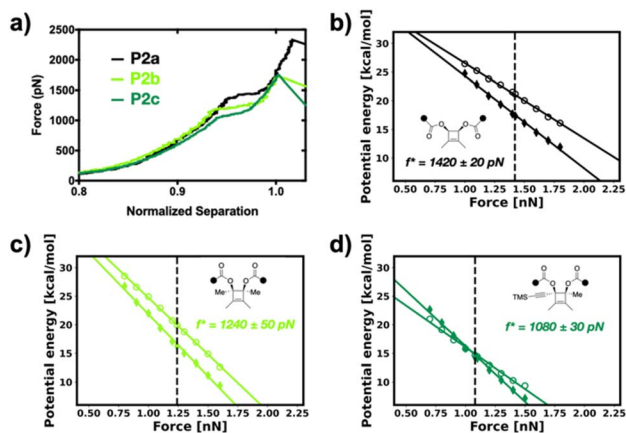 a)
2500
2000
1500
1000
500
0
Force (pN)
P2a
P2b
P2c
0.8
0.9
1.0
Normalized Separation
b)
30
25
20
15
10
Potential energy [kcal/mol]
O
O
O
O
f* = 1420 ± 20 pN
0.50
0.75
1.00
1.25
1.50
1.75
2.00
2.25
Force [nN]
c)
30
25
20
15
10
Potential energy [kcal/mol]
O
O
O
O
Me
Me
f* = 1240 ± 50 pN
0.50
0.75
1.00
1.25
1.50
1.75
2.00
2.25
Force [nN]
d)
30
25
20
15
10
Potential energy [kcal/mol]
O
O
O
O
TMS
Me
f* = 1080 ± 30 pN
0.50
0.75
1.00
1.25
1.50
1.75
2.00
2.25
Force [nN]